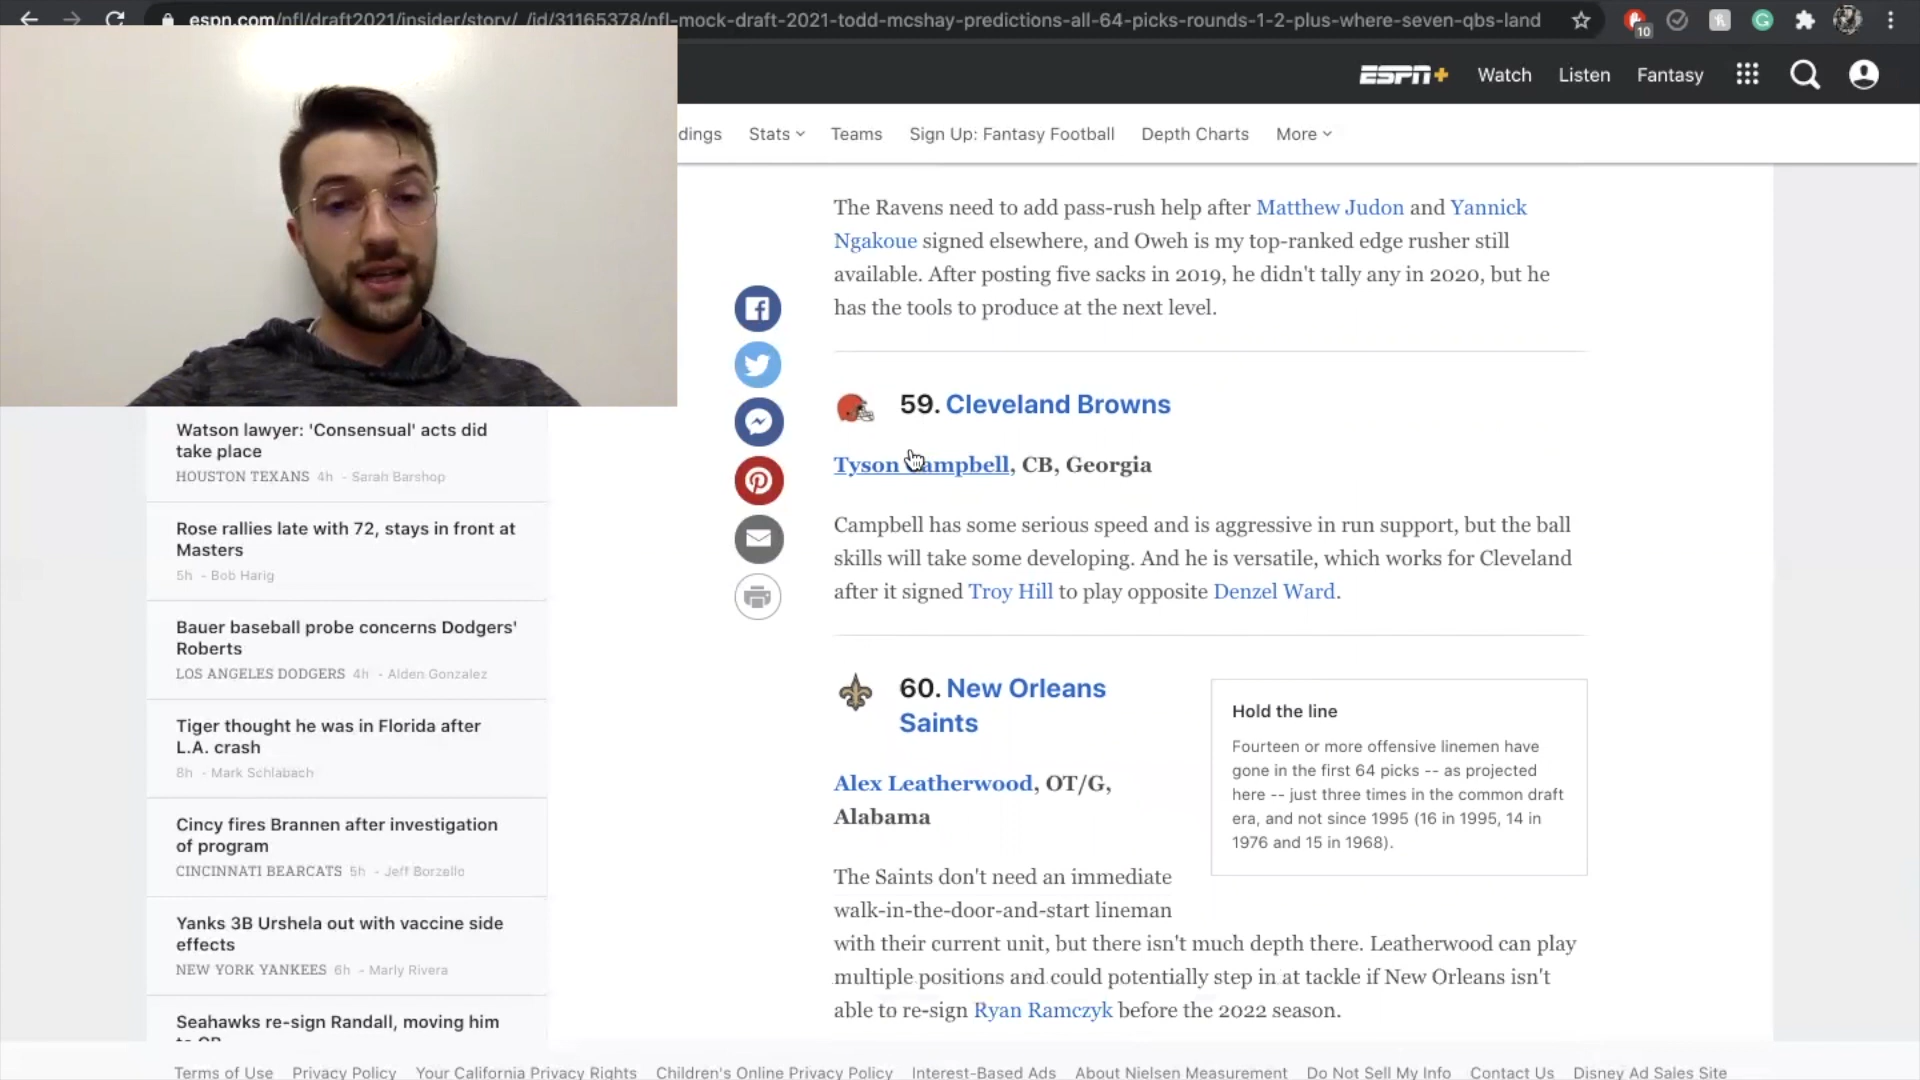 espn.com/nfl/draft2021/insider/story/_/id/31165378/nfl-mock-draft-2021-todd-mcshay-predictions-all-64-picks-rounds-1-2-plus-where-seven-qbs-land
10
ESPN+ Watch Listen Fantasy
dings Stats Teams Sign Up: Fantasy Football Depth Charts More
The Ravens need to add pass-rush help after Matthew Judon and Yannick
Ngakoue signed elsewhere, and Oweh is my top-ranked edge rusher still
available. After posting five sacks in 2019, he didn't tally any in 2020, but he
has the tools to produce at the next level.
59. Cleveland Browns
Tyson Campbell, CB, Georgia
Campbell has some serious speed and is aggressive in run support, but the ball
skills will take some developing. And he is versatile, which works for Cleveland
after it signed Troy Hill to play opposite Denzel Ward.
60. New Orleans
Saints
Alex Leatherwood, OT/G,
Alabama
The Saints don't need an immediate
walk-in-the-door-and-start lineman
with their current unit, but there isn't much depth there. Leatherwood can play
multiple positions and could potentially step in at tackle if New Orleans isn't
able to re-sign Ryan Ramczyk before the 2022 season.
Hold the line
Fourteen or more offensive linemen have
gone in the first 64 picks -- as projected
here -- just three times in the common draft
era, and not since 1995 (16 in 1995, 14 in
1976 and 15 in 1968).
Watson lawyer: 'Consensual' acts did
take place
HOUSTON TEXANS 4h - Sarah Barshop
Rose rallies late with 72, stays in front at
Masters
5h - Bob Harig
Bauer baseball probe concerns Dodgers'
Roberts
LOS ANGELES DODGERS 4h - Alden Gonzalez
Tiger thought he was in Florida after
L.A. crash
8h - Mark Schlabach
Cincy fires Brannen after investigation
of program
CINCINNATI BEARCATS 5h - Jeff Borzello
Yanks 3B Urshela out with vaccine side
effects
NEW YORK YANKEES 6h - Marly Rivera
Seahawks re-sign Randall, moving him
to CB
Terms of Use Privacy Policy Your California Privacy Rights Children's Online Privacy Policy Interest-Based Ads About Nielsen Measurement Do Not Sell My Info Contact Us Disney Ad Sales Site